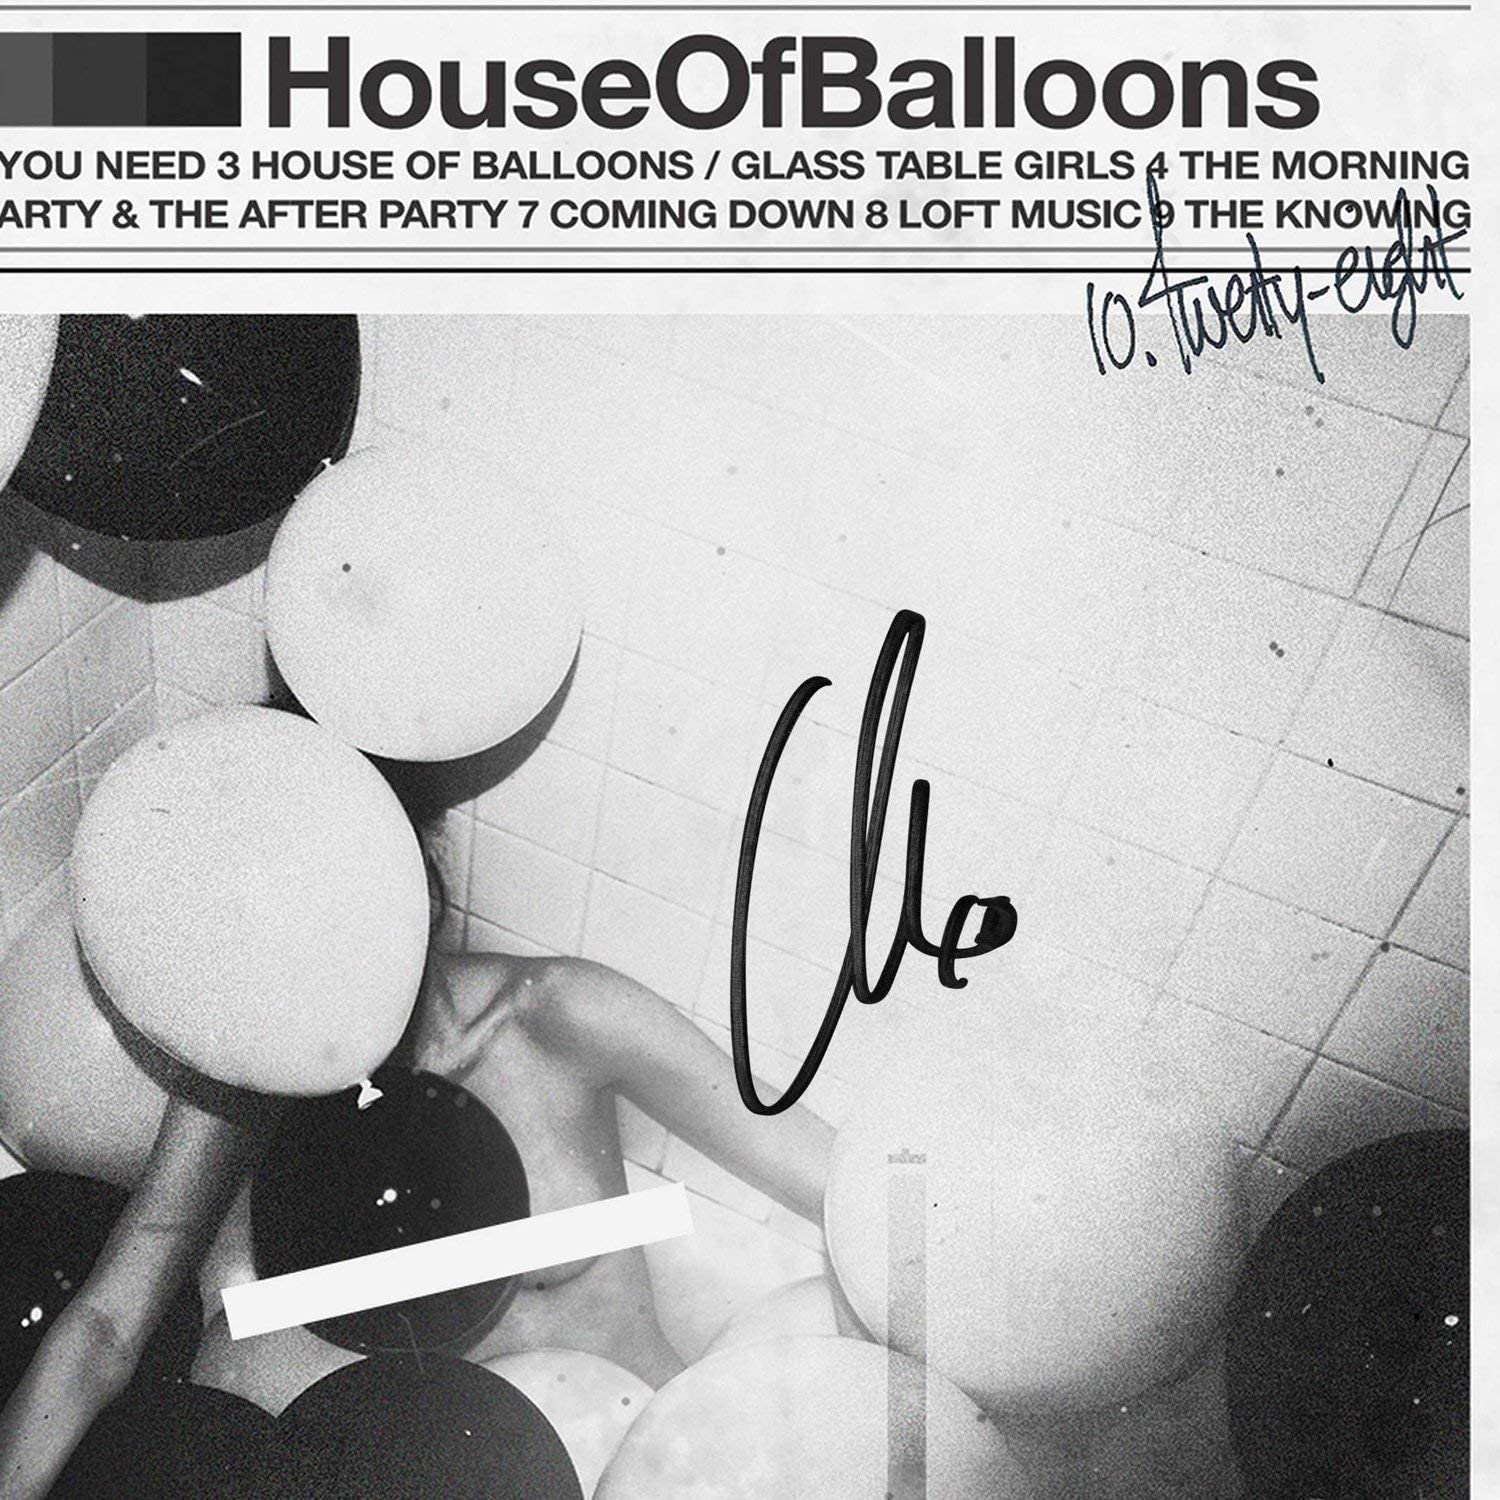 HouseOfBalloons
YOU NEED 3 HOUSE OF BALLOONS / GLASS TABLE GIRLS 4 THE MORNING
ARTY & THE AFTER PARTY 7 COMING DOWN 8 LOFT MUSIC 9 THE KNOWING
10. twenty-eight